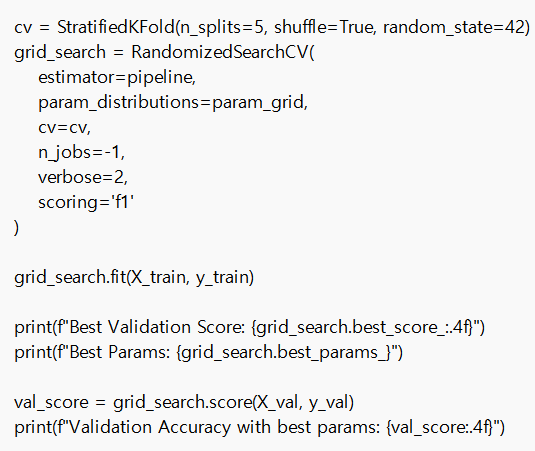 cv = StratifiedKFold(n_splits=5, shuffle=True, random_state=42)
grid_search = RandomizedSearchCV(
    estimator=pipeline,
    param_distributions=param_grid,
    cv=cv,
    n_jobs=-1,
    verbose=2,
    scoring='f1'
)

grid_search.fit(X_train, y_train)

print(f"Best Validation Score: {grid_search.best_score_:.4f}")
print(f"Best Params: {grid_search.best_params_}")

val_score = grid_search.score(X_val, y_val)
print(f"Validation Accuracy with best params: {val_score:.4f}")